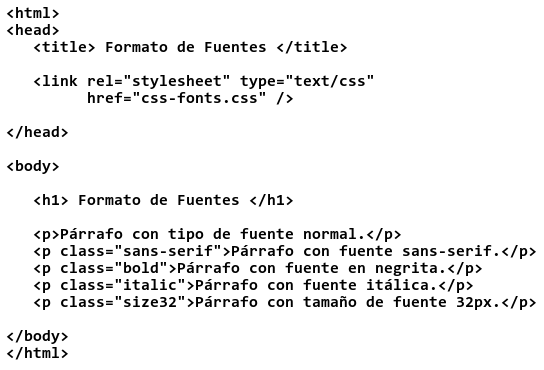 <html>
<head>
   <title> Formato de Fuentes </title>

   <link rel="stylesheet" type="text/css"
         href="css-fonts.css" />

</head>

<body>

   <h1> Formato de Fuentes </h1>

   <p>Párrafo con tipo de fuente normal.</p>
   <p class="sans-serif">Párrafo con fuente sans-serif.</p>
   <p class="bold">Párrafo con fuente en negrita.</p>
   <p class="italic">Párrafo con fuente itálica.</p>
   <p class="size32">Párrafo con tamaño de fuente 32px.</p>

</body>
</html>